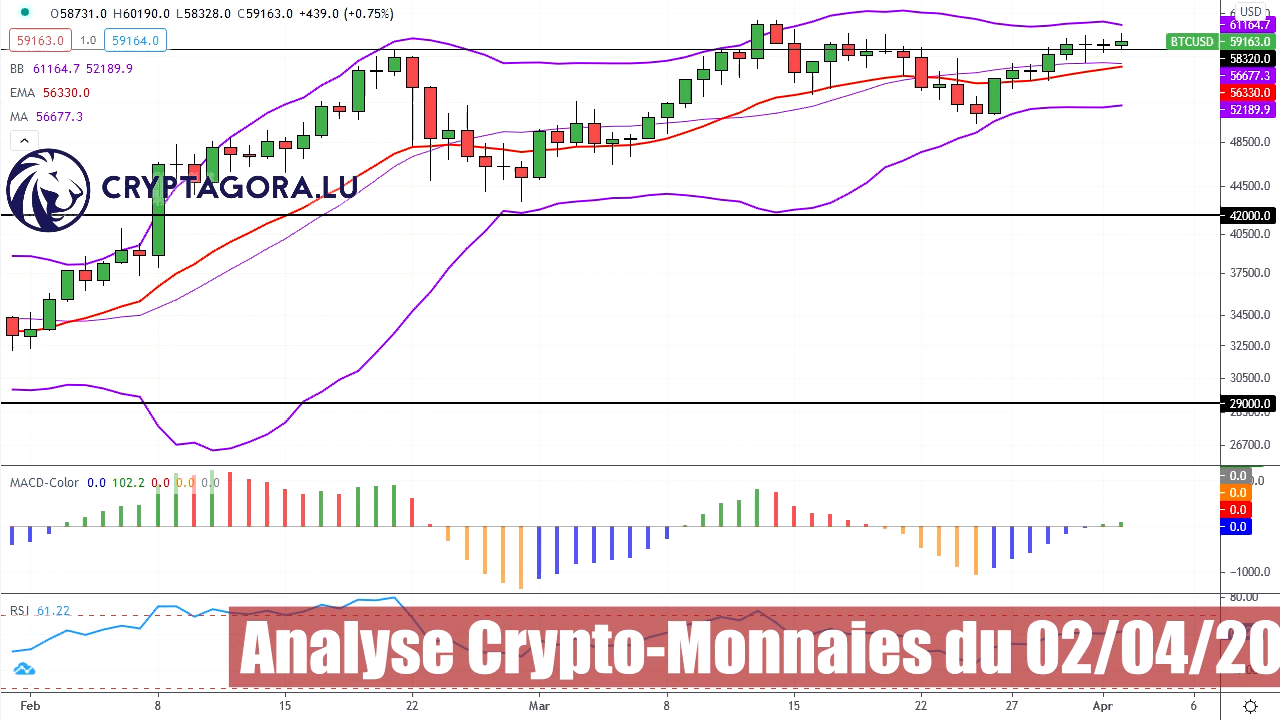 O58731.0 H60190.0 L58328.0 C59163.0 +439.0 (+0.75%)
59163.0 1.0 59164.0
BB 61164.7 52189.9
EMA 56330.0
MA 56677.3
CRYPTAGORA.LU
USD
61164.7
BTCUSD 59163.0
58320.0
56677.3
56330.0
52189.9
48500.0
44500.0
42000.0
40500.0
37500.0
34500.0
32500.0
30500.0
29000.0
26700.0
MACD-Color 0.0 102.2 0.0 0.0 0.0
0.0
0.0
0.0
0.0
-1000.0
RSI 61.22
80.00
Analyse Crypto-Monnaies du 02/04/20
Feb 8 15 22 Mar 8 15 22 27 Apr 6